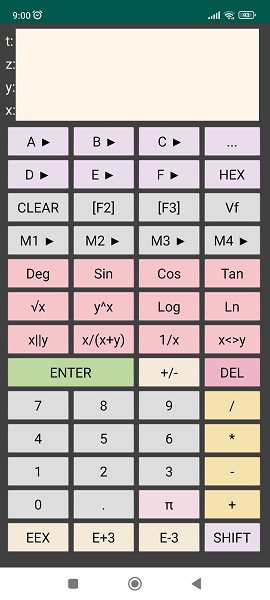 9:00 93
t:
z:
y:
x:
A ► B ► C ► ...
D ► E ► F ► HEX
CLEAR [F2] [F3] Vf
M1 ► M2 ► M3 ► M4 ►
Deg Sin Cos Tan
√x y^x Log Ln
x||y x/(x+y) 1/x x<>y
ENTER +/- DEL
7 8 9 /
4 5 6 *
1 2 3 -
0 . π +
EEX E+3 E-3 SHIFT